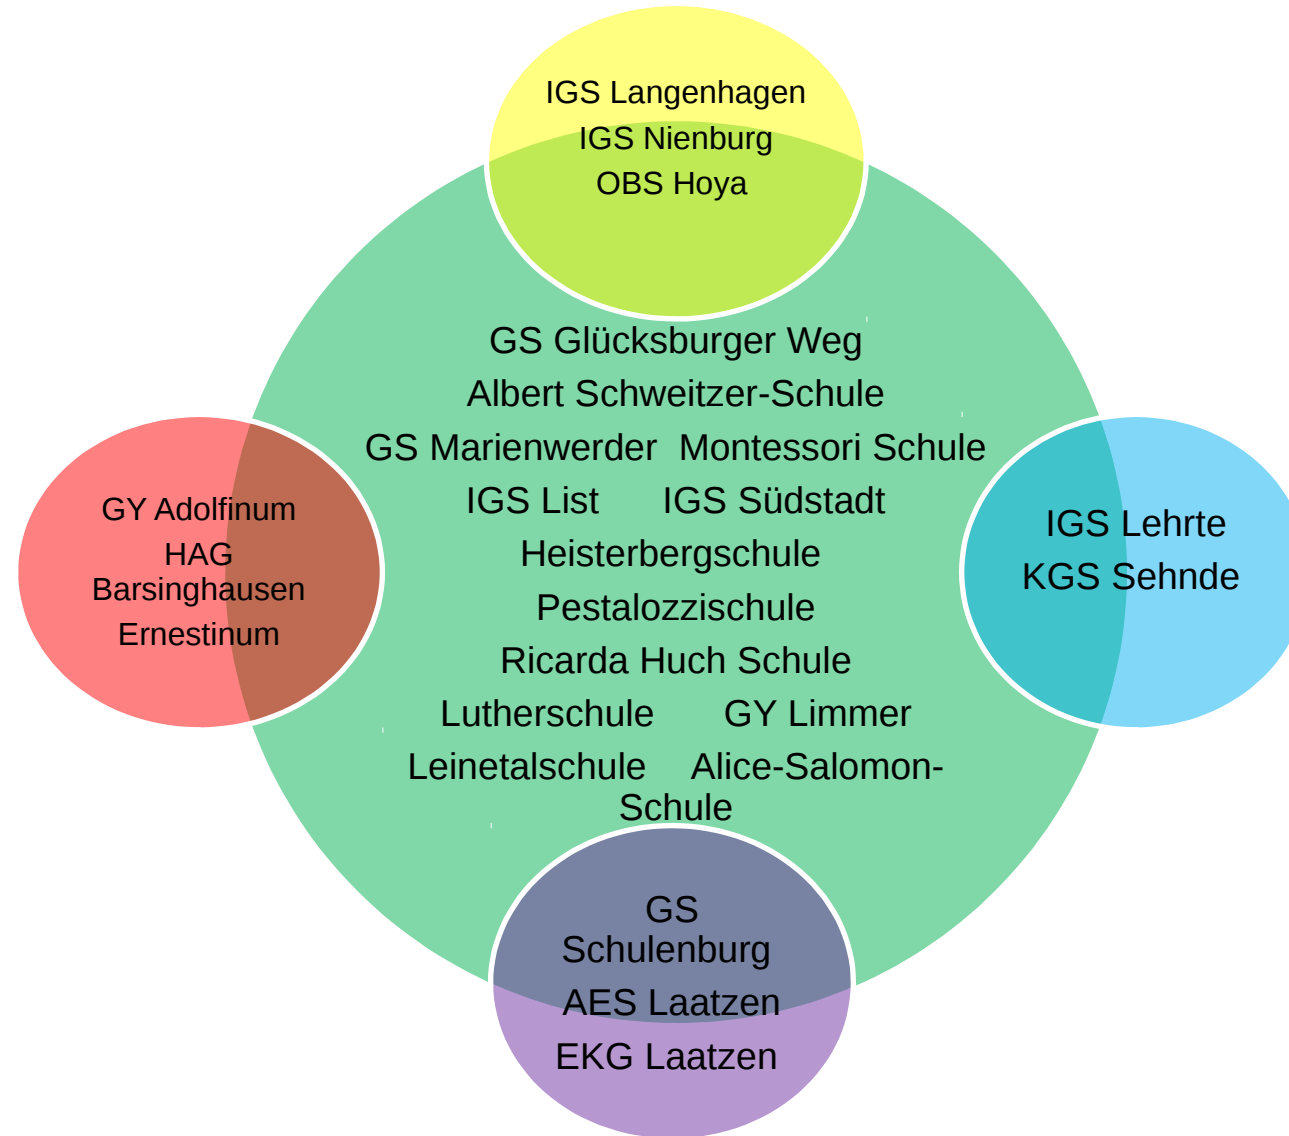 IGS Langenhagen
IGS Nienburg
OBS Hoya
GS Glücksburger Weg
Albert Schweitzer-Schule
GS Marienwerder Montessori Schule
IGS List IGS Südstadt
Heisterbergschule
Pestalozzischule
Ricarda Huch Schule
Lutherschule GY Limmer
Leinetalschule Alice-Salomon-
Schule
GY Adolfinum
HAG
Barsinghausen
Ernestinum
IGS Lehrte
KGS Sehnde
GS
Schulenburg
AES Laatzen
EKG Laatzen